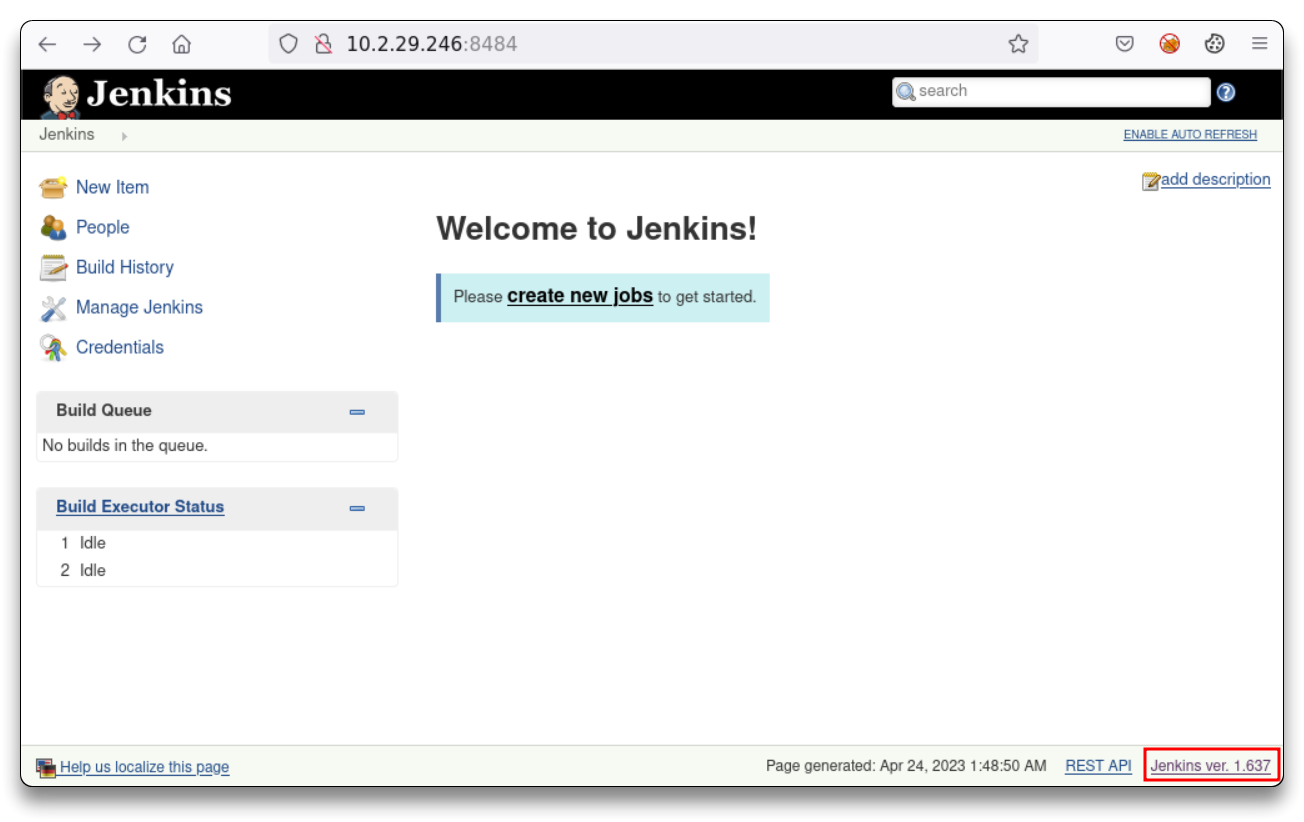 10.2.29.246:8484
Jenkins
search
Jenkins
ENABLE AUTO REFRESH
New Item
People
Build History
Manage Jenkins
Credentials
add description
Welcome to Jenkins!
Please create new jobs to get started.
Build Queue
No builds in the queue.
Build Executor Status
1 Idle
2 Idle
Help us localize this page
Page generated: Apr 24, 2023 1:48:50 AM REST API Jenkins ver. 1.637